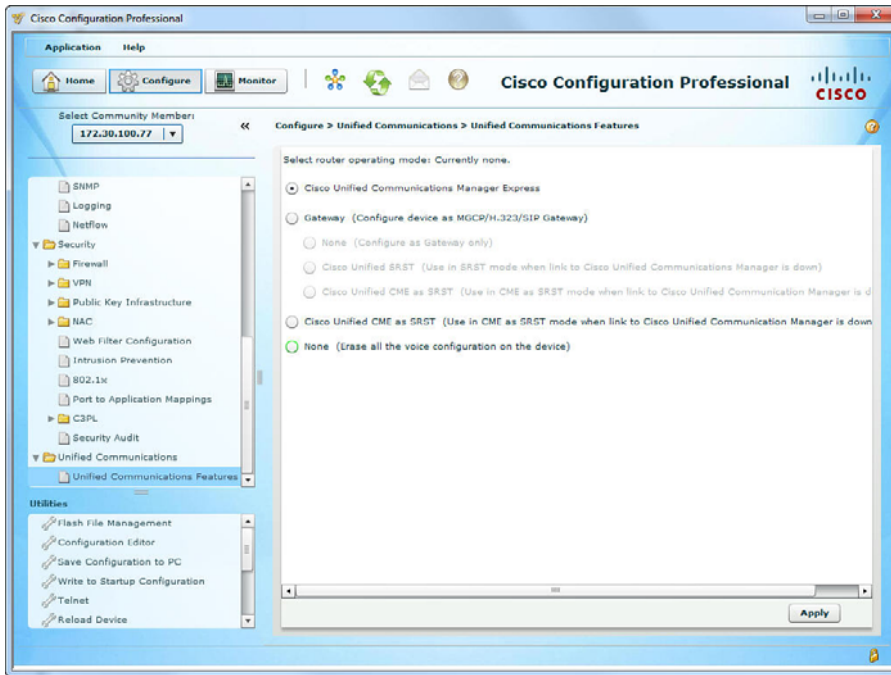 Cisco Configuration Professional
Application Help
Home Configure Monitor Cisco Configuration Professional CISCO
Select Community Member:
172.30.100.77
Configure > Unified Communications > Unified Communications Features
SNMP
Logging
Netflow
Security
Firewall
VPN
Public Key Infrastructure
NAC
Web Filter Configuration
Intrusion Prevention
802.1x
Port to Application Mappings
C3PL
Security Audit
Unified Communications
Unified Communications Features
Utilities
Flash File Management
Configuration Editor
Save Configuration to PC
Write to Startup Configuration
Telnet
Reload Device
Select router operating mode: Currently none.
Cisco Unified Communications Manager Express
Gateway (Configure device as MGCP/H.323/SIP Gateway)
None (Configure as Gateway only)
Cisco Unified SRST (Use in SRST mode when link to Cisco Unified Communications Manager is down)
Cisco Unified CME as SRST (Use in CME as SRST mode when link to Cisco Unified Communication Manager is d
Cisco Unified CME as SRST (Use in CME as SRST mode when link to Cisco Unified Communication Manager is down
None (Erase all the voice configuration on the device)
Apply